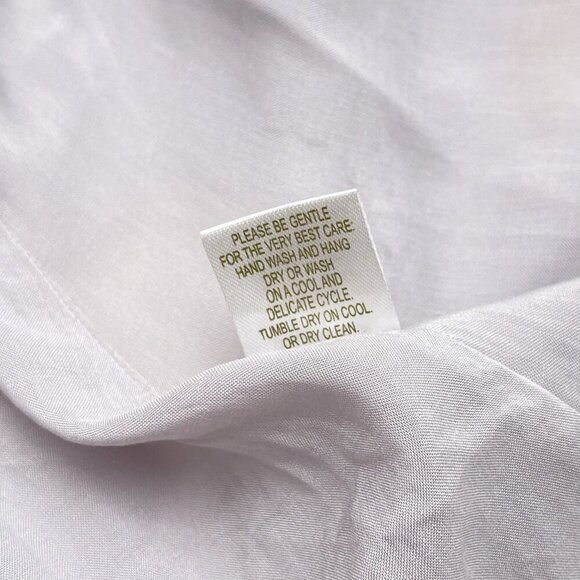 PLEASE BE GENTLE
FOR THE VERY BEST CARE:
HAND WASH AND HANG
DRY OR WASH
ON A COOL AND
DELICATE CYCLE.
TUMBLE DRY ON COOL.
OR DRY CLEAN.